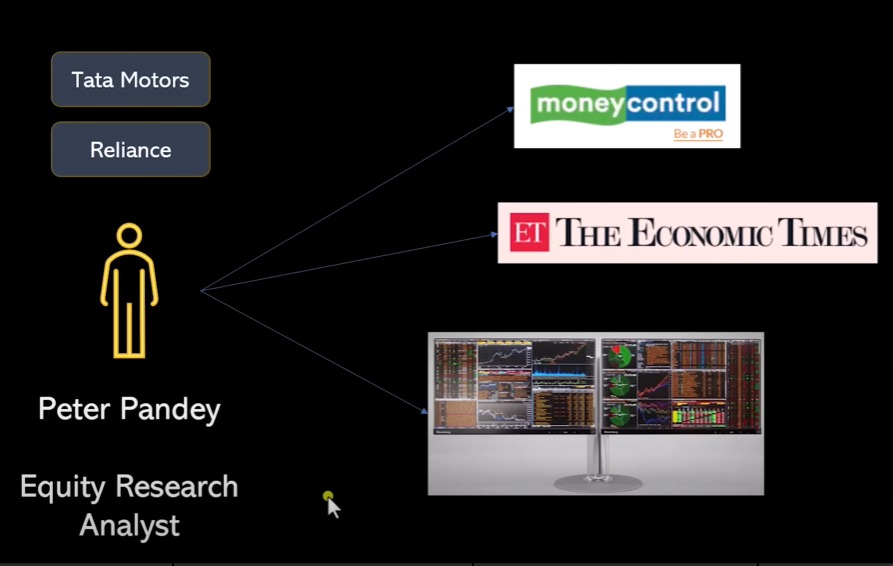 Tata Motors
Reliance
moneycontrol
Be a PRO
ET THE ECONOMIC TIMES
Peter Pandey
Equity Research
Analyst